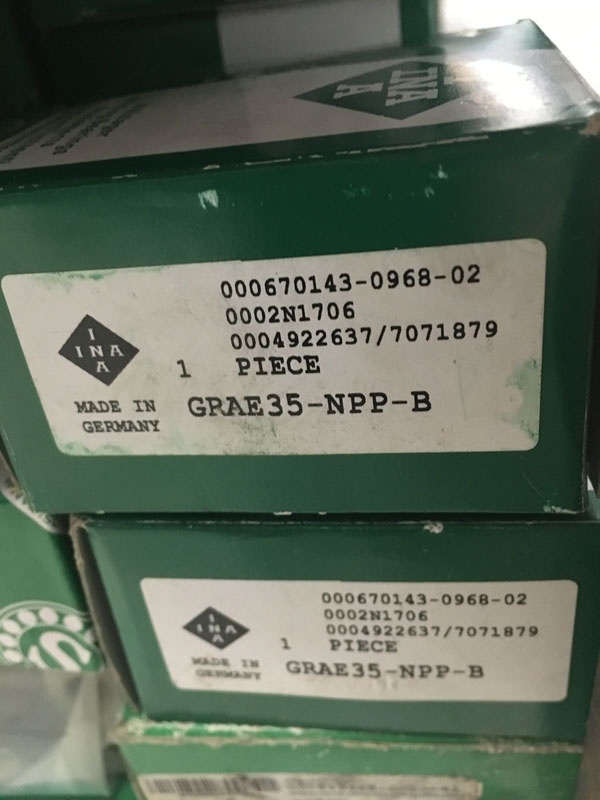 INA
A
000670143-0968-02
0002N1706
0004922637/7071879
1 PIECE
GRAE35-NPP-B
I
INA
A
MADE IN
GERMANY
000670143-0968-02
0002N1706
0004922637/7071879
1 PIECE
GRAE35-NPP-B
I
INA
A
MADE IN
GERMANY